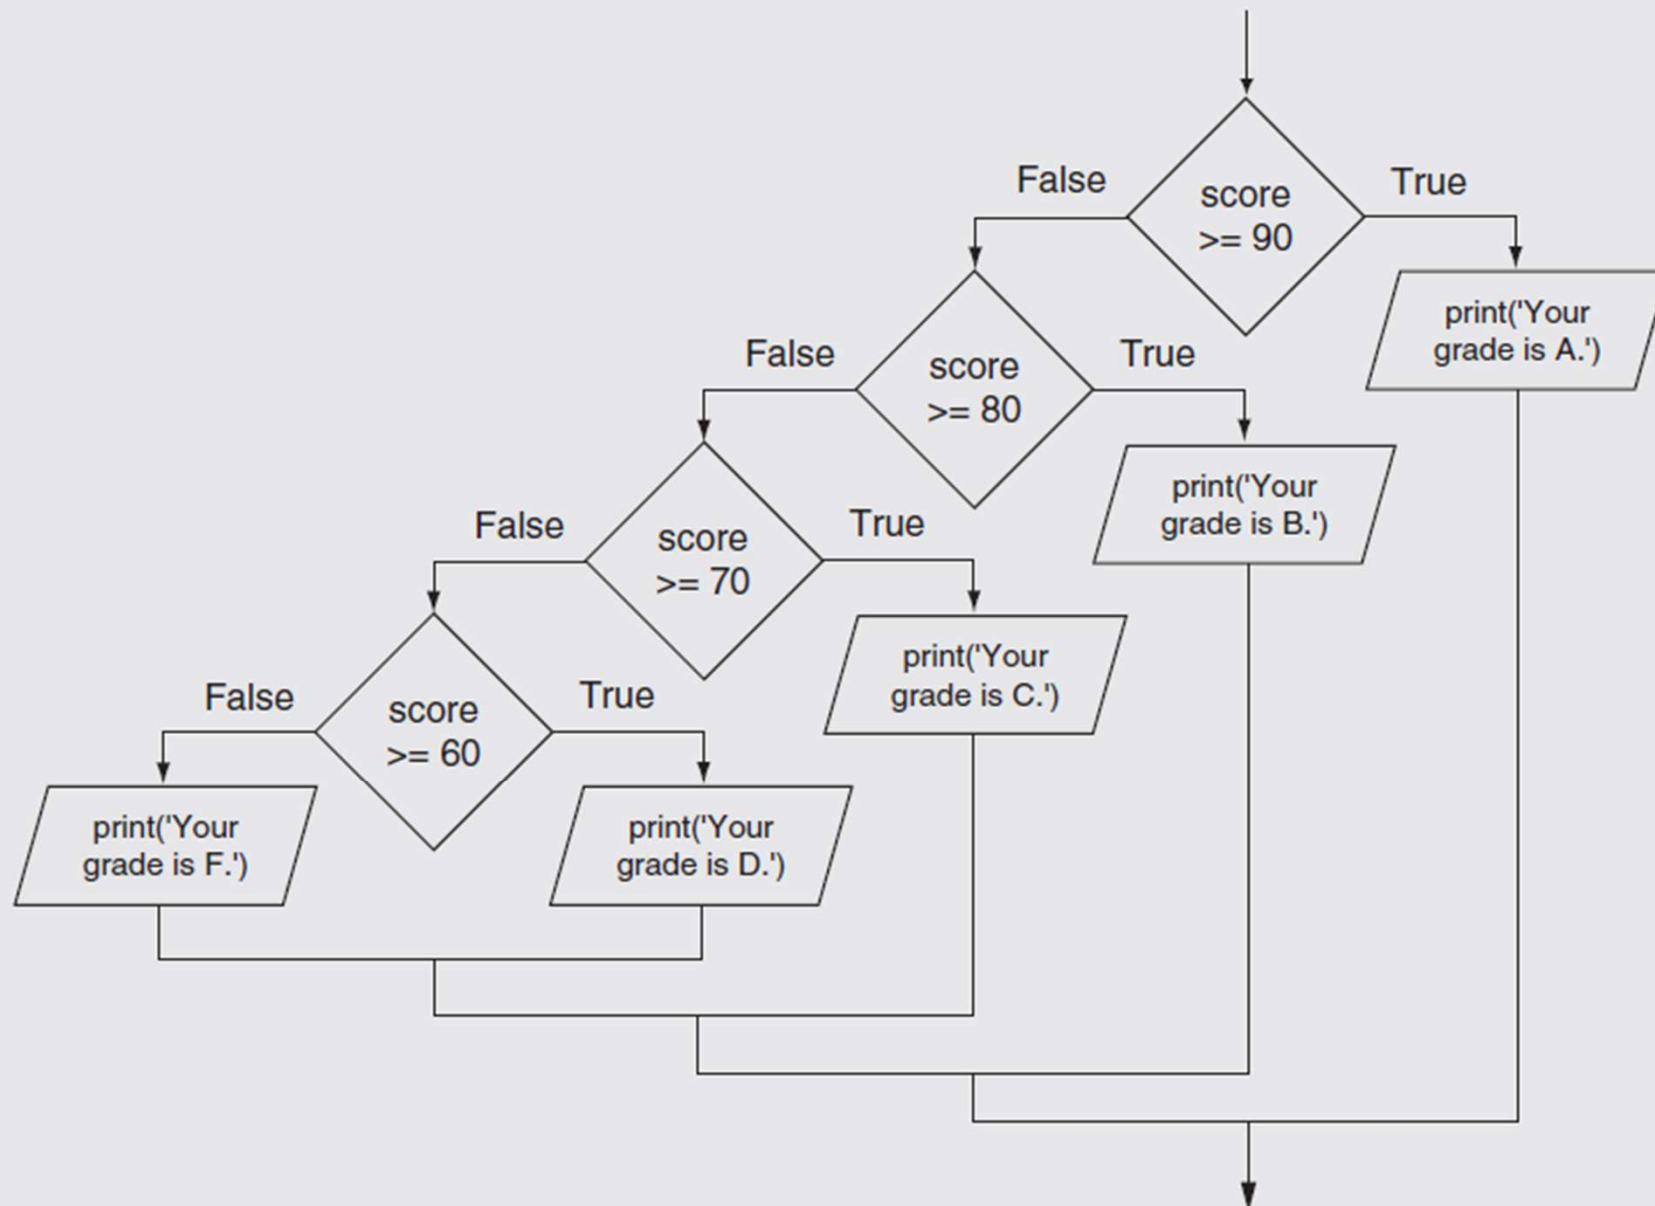 False
True
score
>= 90
print('Your
grade is A.')
False
True
score
>= 80
print('Your
grade is B.')
False
True
score
>= 70
print('Your
grade is C.')
False
True
score
>= 60
print('Your
grade is F.')
print('Your
grade is D.')